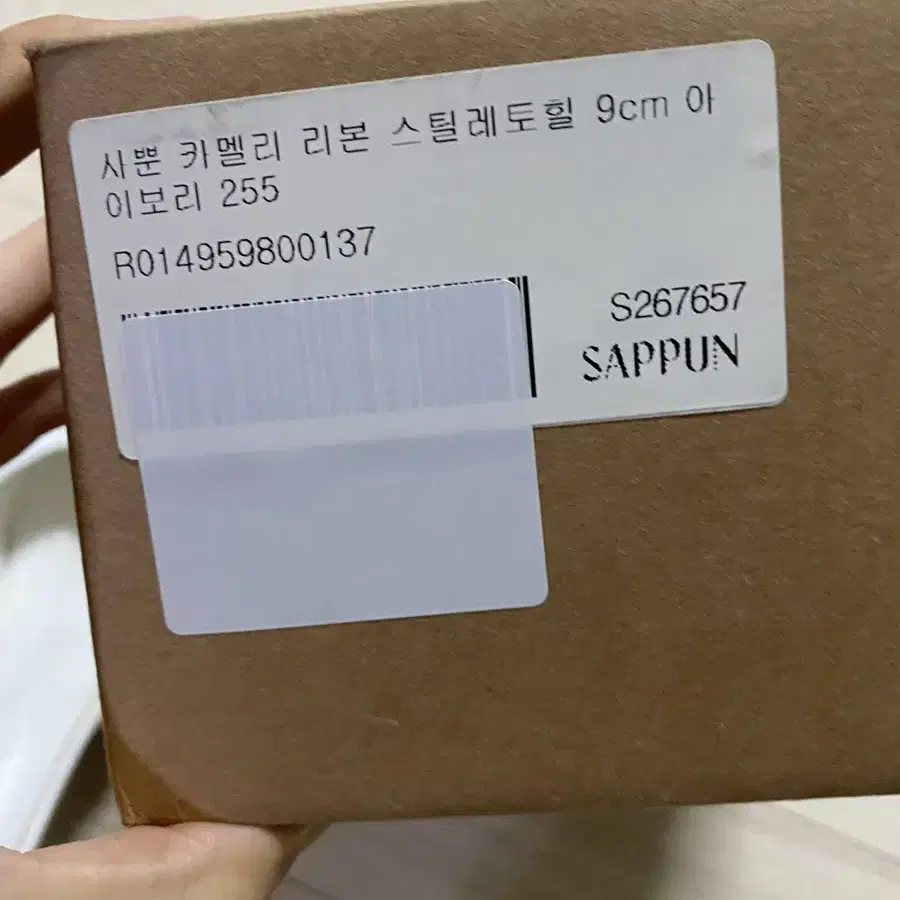 사뿐 카멜리 리본 스틸레토힐 9cm 아
이보리 255
R014959800137
S267657
SAPPUN